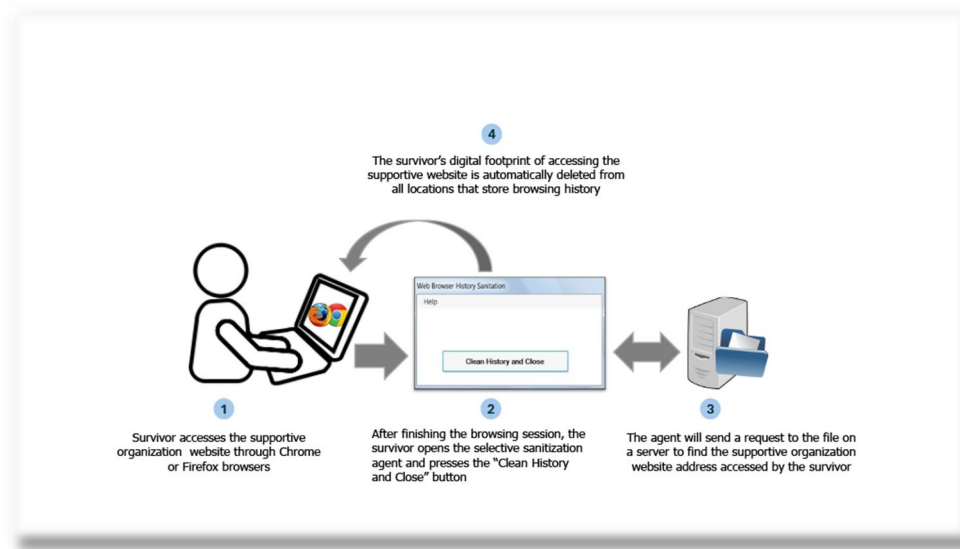 4
The survivor's digital footprint of accessing the
supportive website is automatically deleted from
all locations that store browsing history
Web Browser History Sanitation
Help
Clean History and Close
1
Survivor accesses the supportive
organization website through Chrome
or Firefox browsers
2
After finishing the browsing session, the
survivor opens the selective sanitization
agent and presses the “Clean History
and Close” button
3
The agent will send a request to the file on
a server to find the supportive organization
website address accessed by the survivor